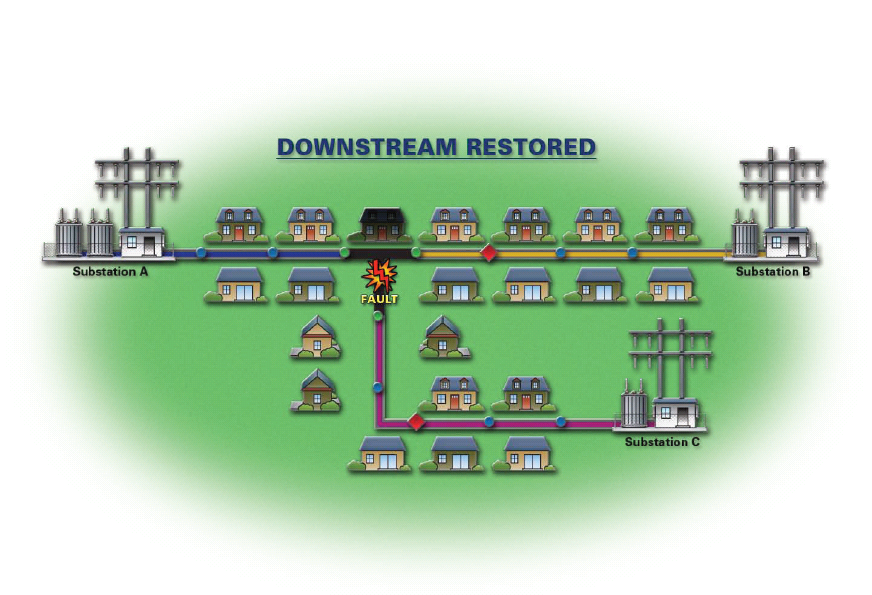 DOWNSTREAM RESTORED
Substation A
Substation B
FAULT
Substation C